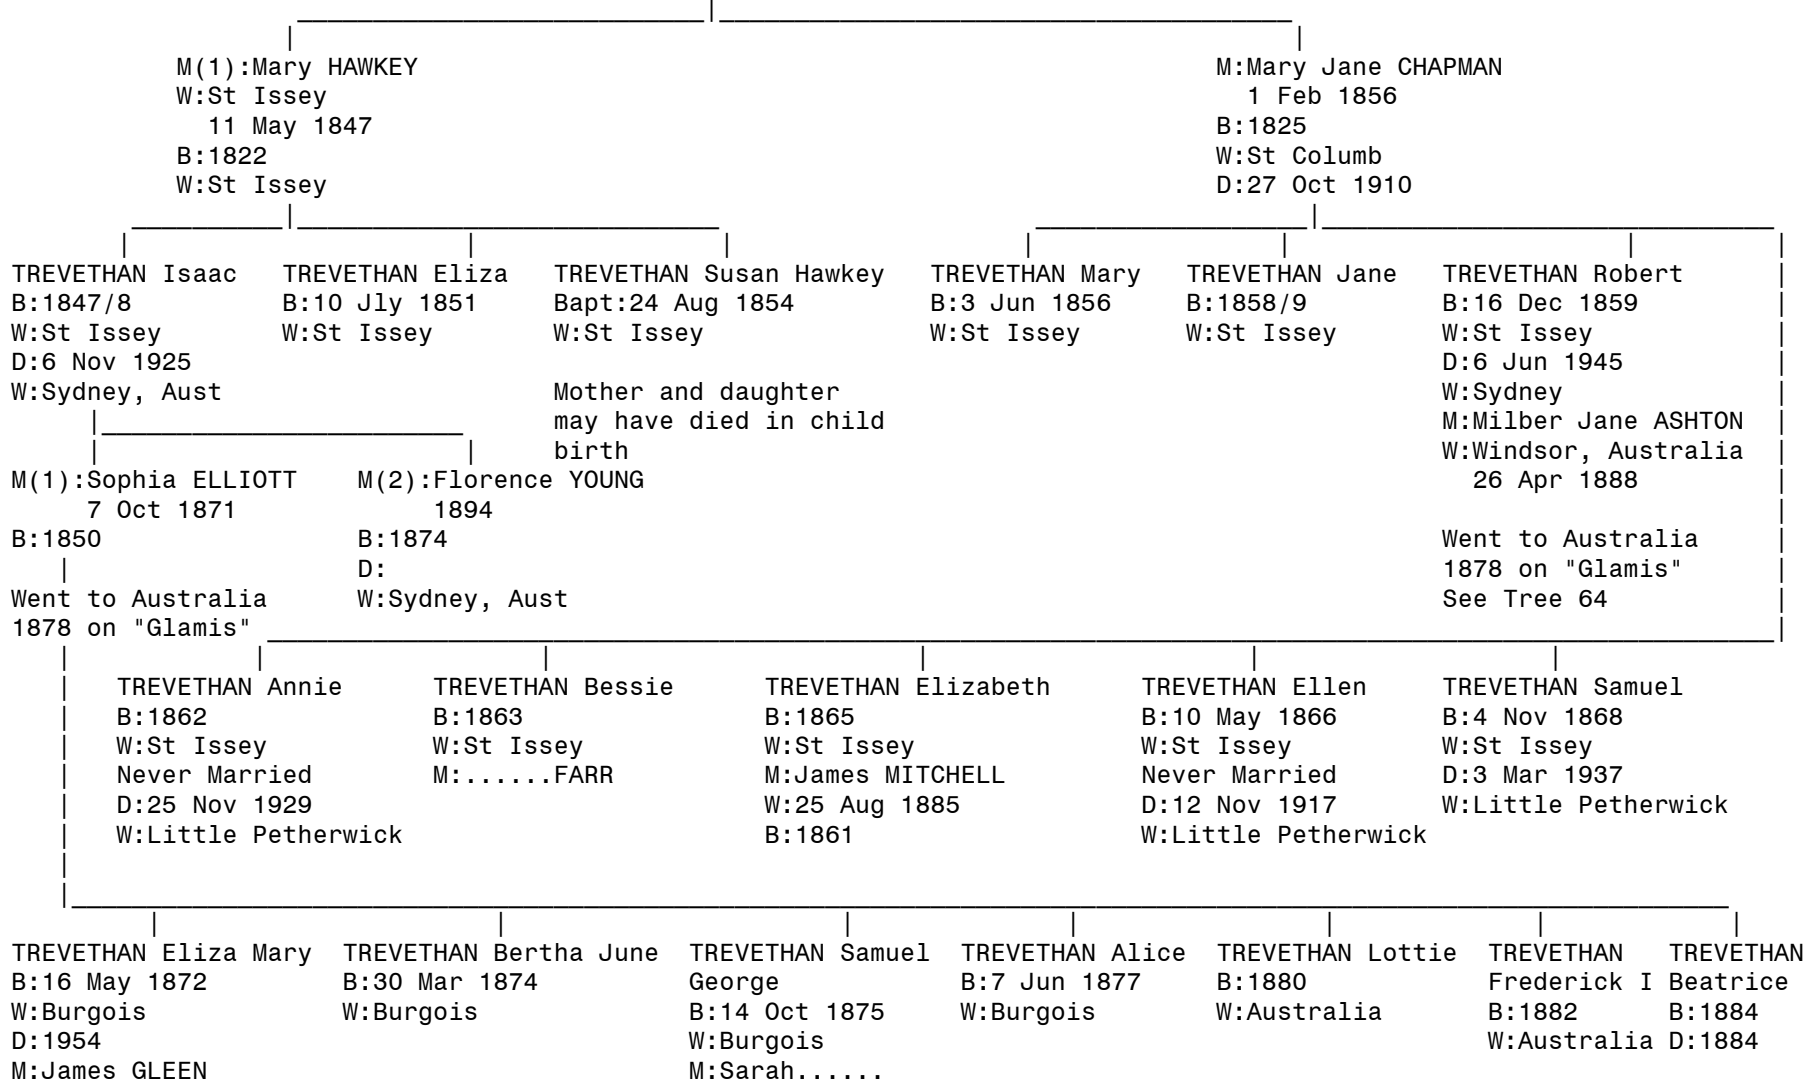 M(1):Mary HAWKEY M:Mary Jane CHAPMAN
W:St Issey 1 Feb 1856
11 May 1847 B:1825
B:1822 W:St Columb
W:St Issey D:27 Oct 1910
TREVETHAN Isaac TREVETHAN Eliza TREVETHAN Susan Hawkey TREVETHAN Mary TREVETHAN Jane TREVETHAN Robert
B:1847/8 B:10 Jly 1851 Bapt:24 Aug 1854 B:3 Jun 1856 B:1858/9 B:16 Dec 1859
W:St Issey W:St Issey W:St Issey W:St Issey W:St Issey W:St Issey
D:6 Nov 1925 D:6 Jun 1945
W:Sydney, Aust Mother and daughter W:Sydney
may have died in child M:Milber Jane ASHTON
birth W:Windsor, Australia
M(1):Sophia ELLIOTT M(2):Florence YOUNG 26 Apr 1888
7 Oct 1871 1894
B:1850 B:1874 Went to Australia
D: 1878 on "Glamis"
Went to Australia W:Sydney, Aust See Tree 64
1878 on "Glamis"
TREVETHAN Annie TREVETHAN Bessie TREVETHAN Elizabeth TREVETHAN Ellen TREVETHAN Samuel
B:1862 B:1863 B:1865 B:10 May 1866 B:4 Nov 1868
W:St Issey W:St Issey W:St Issey W:St Issey W:St Issey
Never Married M:......FARR M:James MITCHELL Never Married D:3 Mar 1937
D:25 Nov 1929 W:25 Aug 1885 D:12 Nov 1917 W:Little Petherwick
W:Little Petherwick B:1861 W:Little Petherwick
TREVETHAN Eliza Mary TREVETHAN Bertha June TREVETHAN Samuel TREVETHAN Alice TREVETHAN Lottie TREVETHAN TREVETHAN
B:16 May 1872 B:30 Mar 1874 George B:7 Jun 1877 B:1880 Frederick I Beatrice
W:Burgois W:Burgois B:14 Oct 1875 W:Burgois W:Australia B:1882 B:1884
D:1954 W:Burgois W:Australia D:1884
M:James GLEEN M:Sarah......